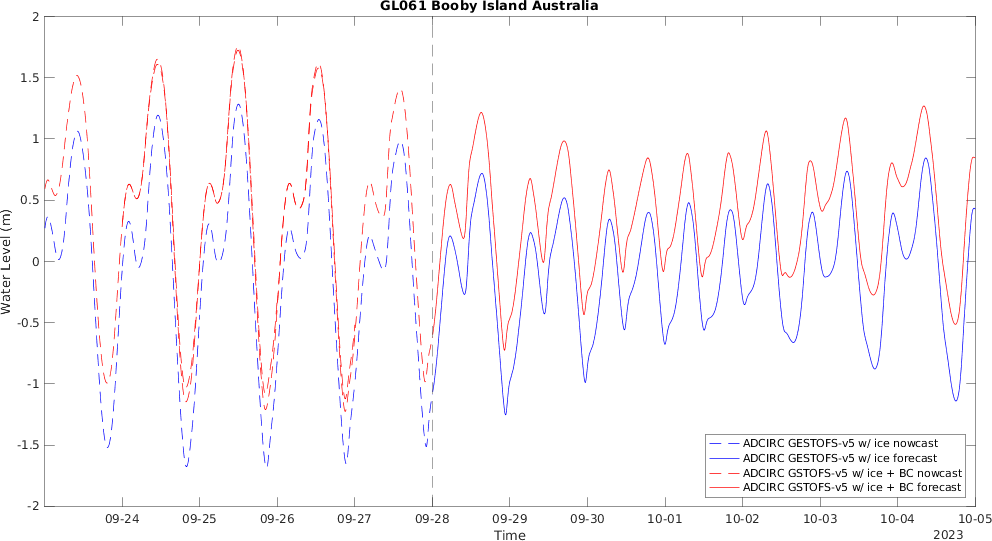 GL061 Booby Island Australia
2
1.5
1
0.5
0
-0.5
-1
-1.5
-2
Water Level (m)
ADCIRC GESTOFS-v5 w/ ice nowcast
ADCIRC GESTOFS-v5 w/ ice forecast
ADCIRC GSTOFS-v5 w/ ice + BC nowcast
ADCIRC GSTOFS-v5 w/ ice + BC forecast
09-24 09-25 09-26 09-27 09-28 09-29 09-30 10-01 10-02 10-03 10-04 10-05
Time
2023